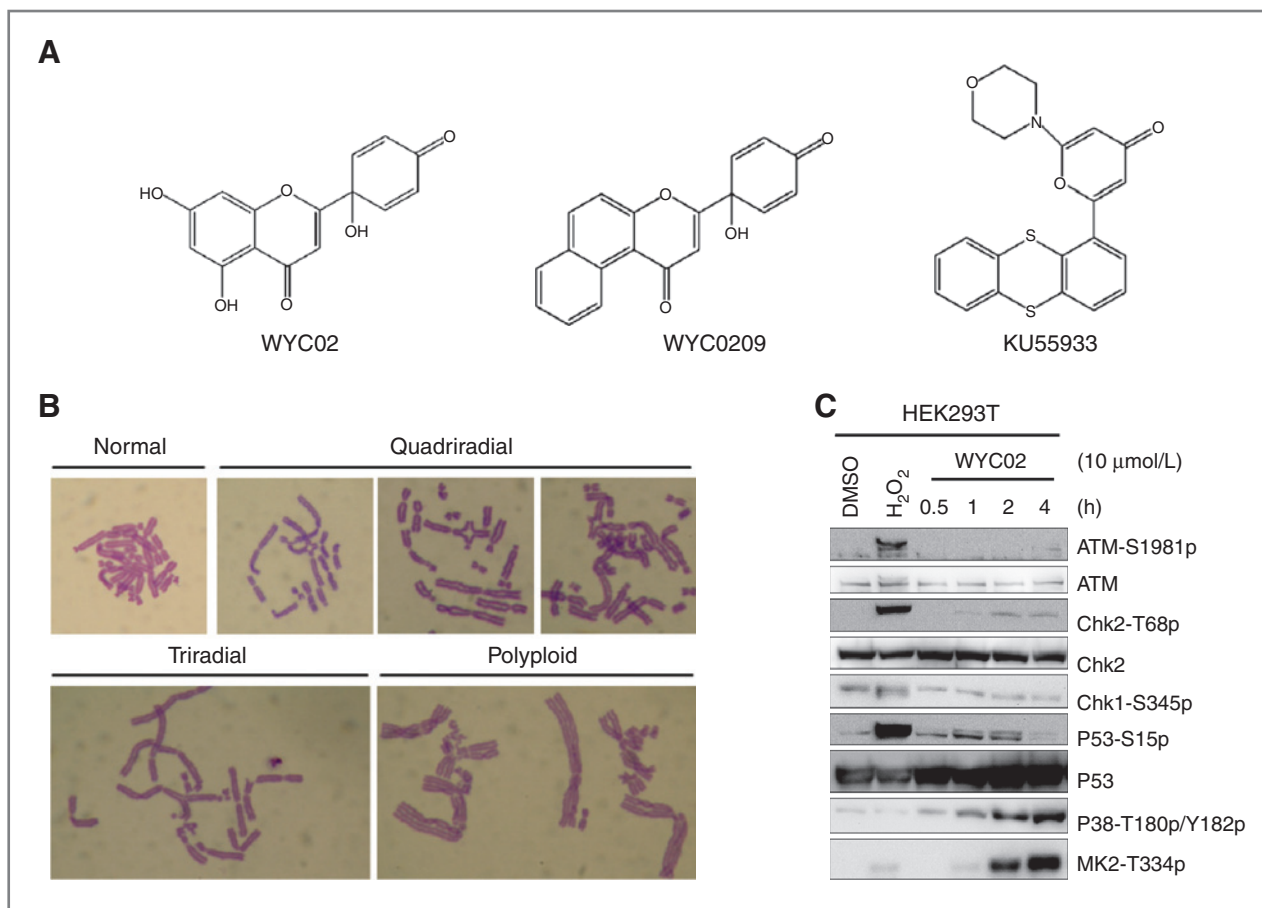 A
HO
O
OH
OH
O
O
WYC02
O
OH
O
O
WYC0209
O
N
O
O
S
S
KU55933
B
Normal
Quadriradial
Triradial
Polyploid
C
HEK293T
DMSO
H₂O₂
WYC02
(10 μmol/L)
0.5 1 2 4 (h)
ATM-S1981p
ATM
Chk2-T68p
Chk2
Chk1-S345p
P53-S15p
P53
P38-T180p/Y182p
MK2-T334p